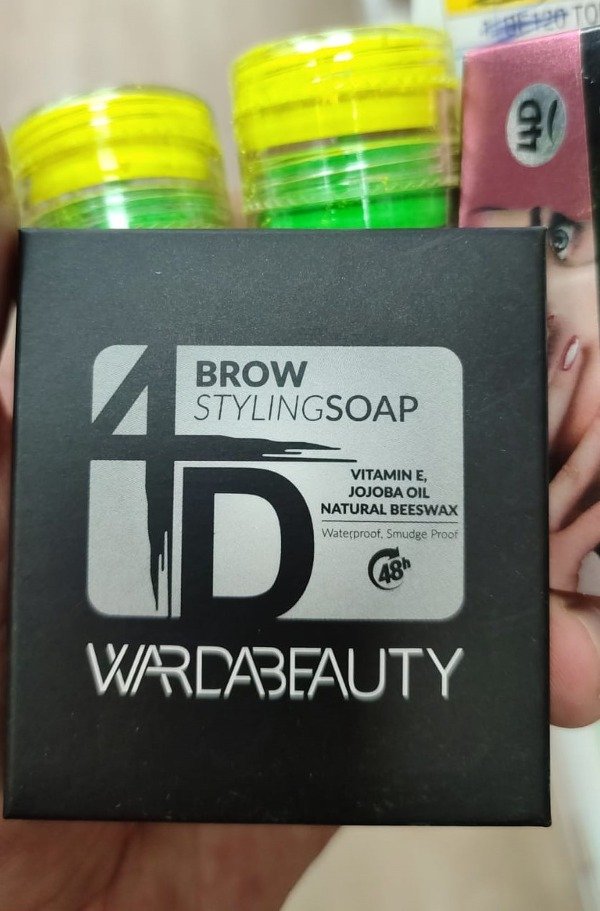 BROW
STYLINGSOAP
4D
VITAMIN E,
JOJOBA OIL
NATURAL BEESWAX
Waterproof, Smudge Proof
48h
WARDABEAUTY